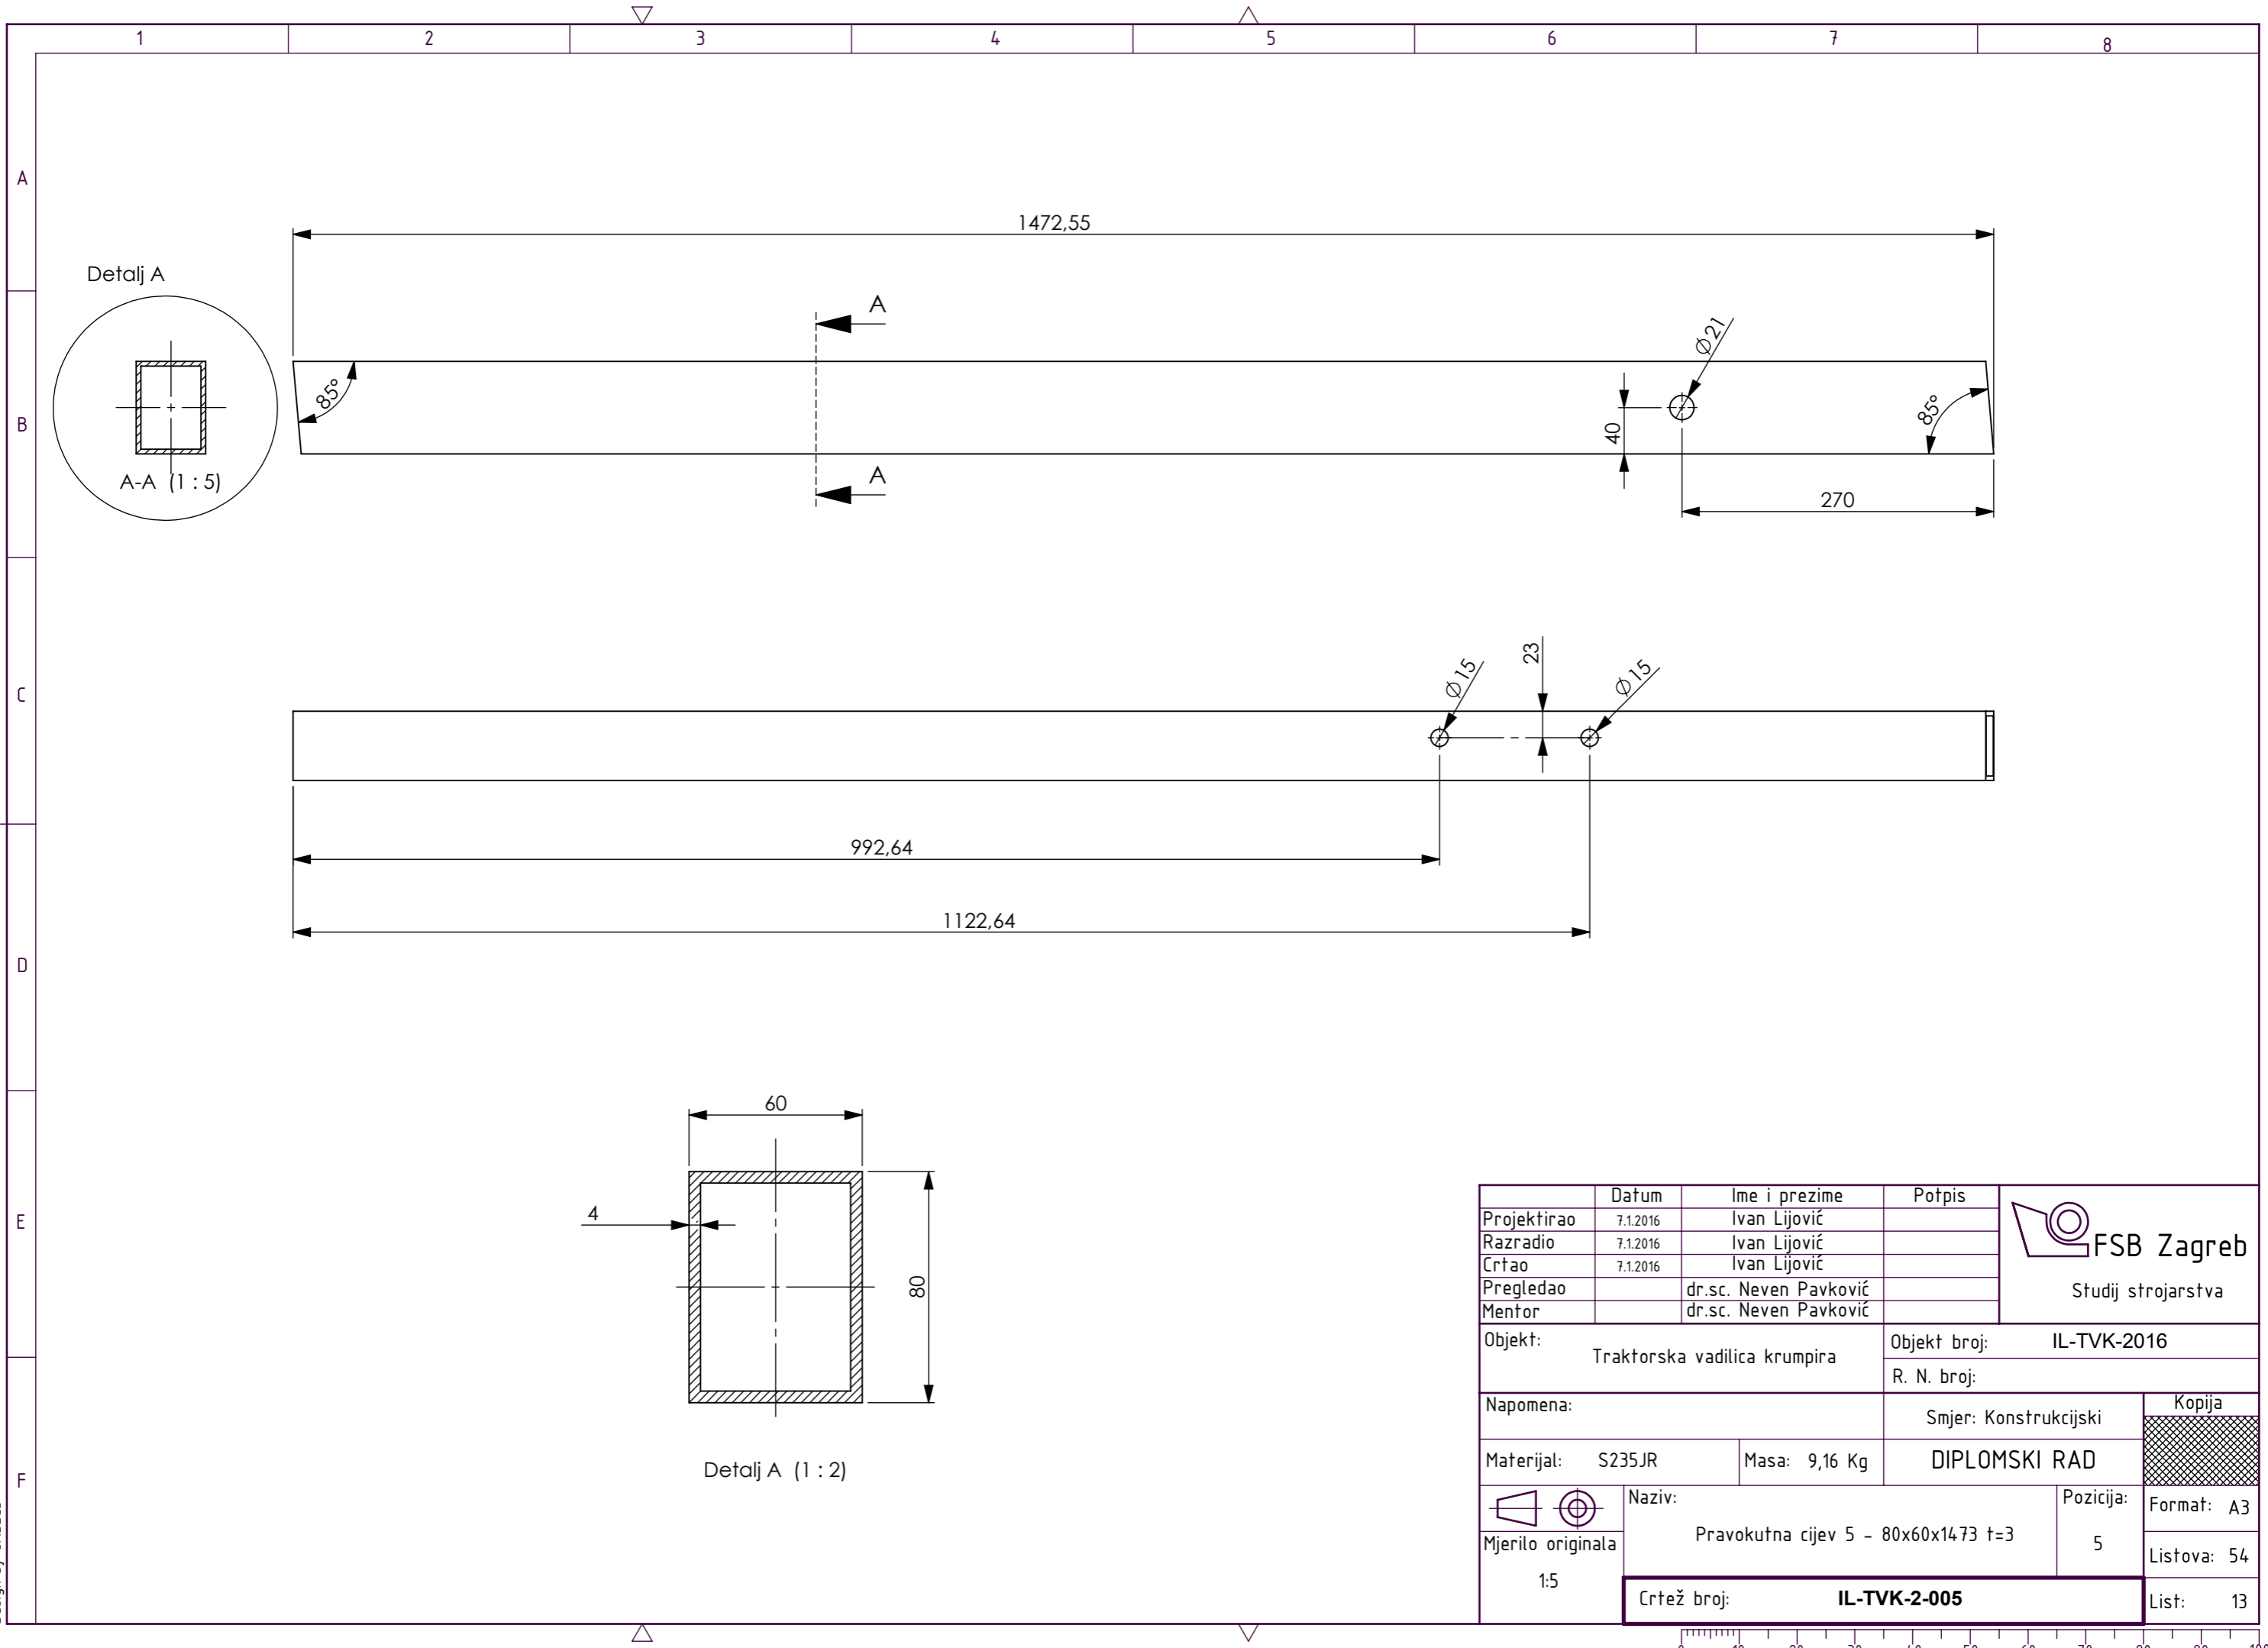 1 2 3 4 5 6 7 8
A
B
C
D
E
F
1472,55
Detalj A
A
A
A-A (1 : 5)
85°
Ø21
40
85°
270
Ø15
23
Ø15
992,64
1122,64
60
4
80
Detalj A (1 : 2)
Datum Ime i prezime Potpis
Projektirao 7.1.2016 Ivan Lijović
Razradio 7.1.2016 Ivan Lijović
Crtao 7.1.2016 Ivan Lijović
Pregledao dr.sc. Neven Pavković
Mentor dr.sc. Neven Pavković
FSB Zagreb
Studij strojarstva
Objekt: Traktorska vadilica krumpira
Objekt broj: IL-TVK-2016
R. N. broj:
Napomena:
Smjer: Konstrukcijski
Kopija
Materijal: S235JR
Masa: 9,16 Kg
DIPLOMSKI RAD
Naziv:
Pravokutna cijev 5 - 80x60x1473 t=3
Pozicija:
5
Format: A3
Mjerilo originala
1:5
Listova: 54
Crtež broj: IL-TVK-2-005
List: 13